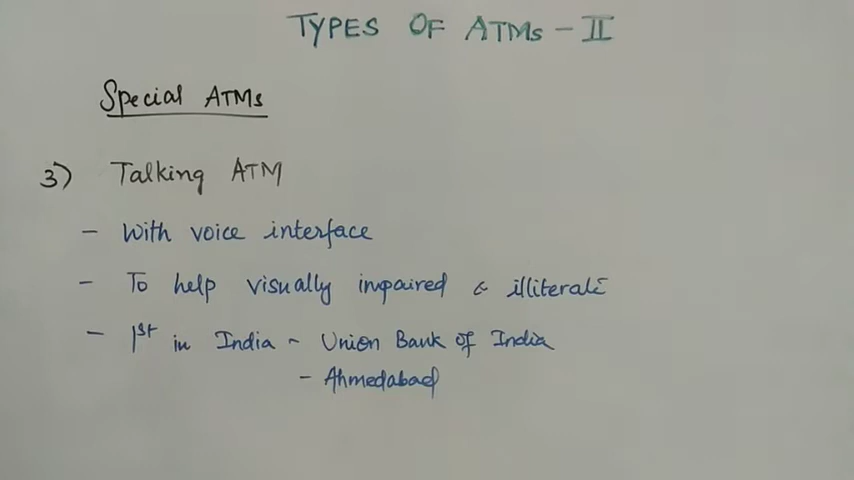 TYPES OF ATMs - II
Special ATMs
3) Talking ATM
- With voice interface
- To help visually impaired & illiterate
- 1st in India - Union Bank of India
- Ahmedabad